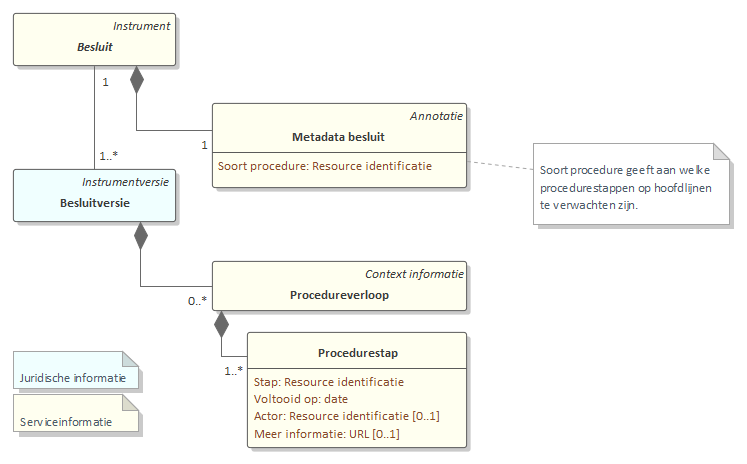 Instrument
Besluit
1
1..*
Annotatie
Metadata besluit
1
Soort procedure: Resource identificatie
Soort procedure geeft aan welke
procedurestappen op hoofdlijnen
te verwachten zijn.
Instrumentversie
Besluitversie
Context informatie
Procedureverloop
0..*
Procedurestap
1..*
Stap: Resource identificatie
Voltooid op: date
Actor: Resource identificatie [0..1]
Meer informatie: URL [0..1]
Juridische informatie
Serviceinformatie